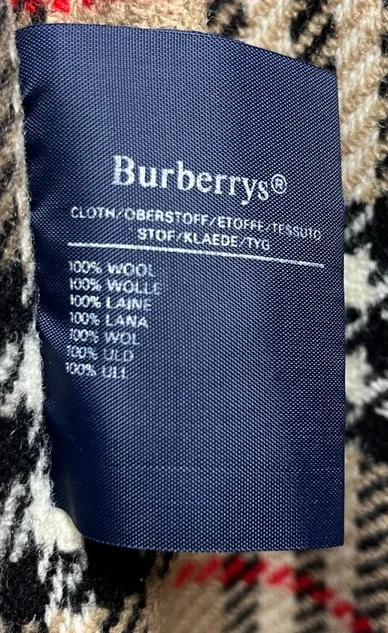 Burberrys®
CLOTH/OBERSTOFF/ETOFFE/TESSUTO
STOF/KLAEDE/TYG
100% WOOL
100% WOLLE
100% LAINE
100% LANA
100% WOL
100% ULD
100% ULL